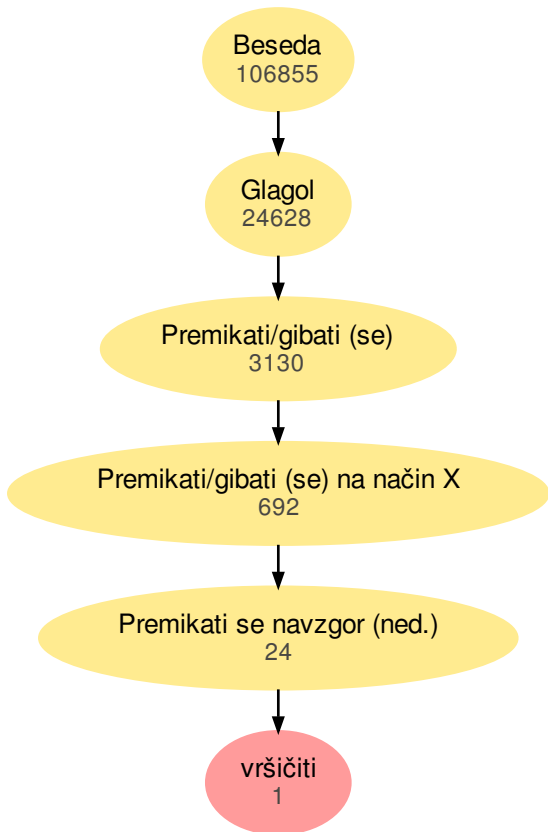 Beseda
106855
Glagol
24628
Premikati/gibati (se)
3130
Premikati/gibati (se) na način X
692
Premikati se navzgor (ned.)
24
vršičiti
1